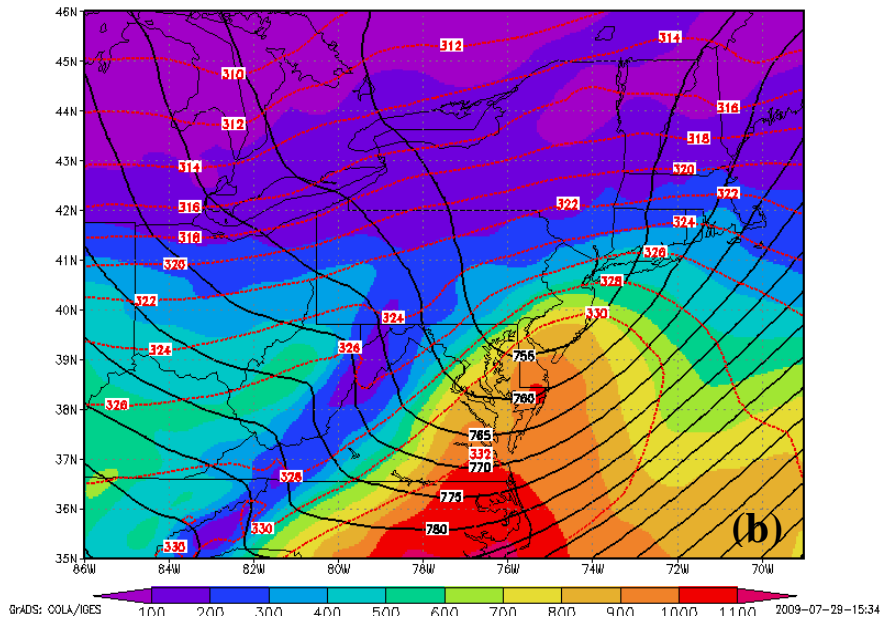 46N
45N
44N
43N
42N
41N
40N
39N
38N
37N
36N
35N
312
314
310
312
316
314
318
320
316
322
322
318
324
320
326
328
322
324
330
324
326
755
326
760
765
332
328
770
775
330
780
330
(b)
86W 84W 82W 80W 78W 76W 74W 72W 70W
GrADS: COLA/IGES
100 200 300 400 500 600 700 800 900 1000 1100
2009-07-29-15:34